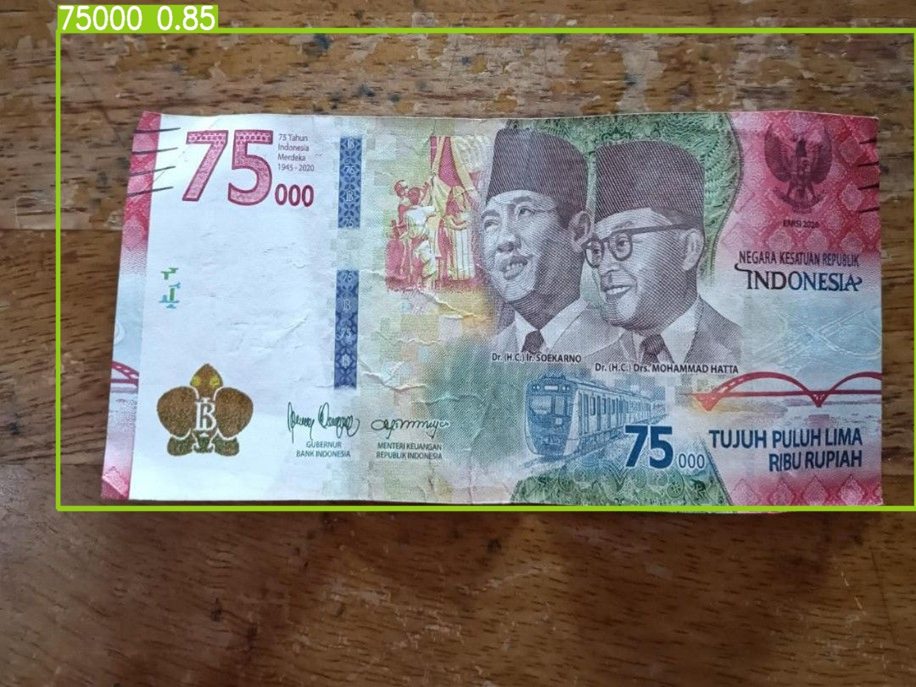 75000 0.85
75 000
75 Tahun
Indonesia
Merdeka
1945 - 2020
EMISI 2020
NEGARA KESATUAN REPUBLIK
INDONESIA
Dr. (H.C.) Ir. SOEKARNO
Dr. (H.C.) Drs. MOHAMMAD HATTA
GUBERNUR
BANK INDONESIA
MENTERI KEUANGAN
REPUBLIK INDONESIA
75 000
TUJUH PULUH LIMA
RIBU RUPIAH